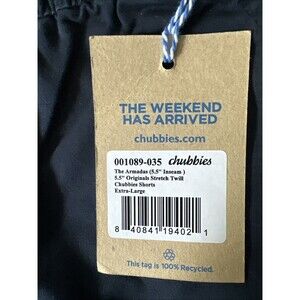 THE WEEKEND
HAS ARRIVED
chubbies.com
001089-035 chubbies
The Armadas (5.5" Inseam )
5.5" Originals Stretch Twill
Chubbies Shorts
Extra-Large
8 40841 19402 1
This tag is 100% Recycled.